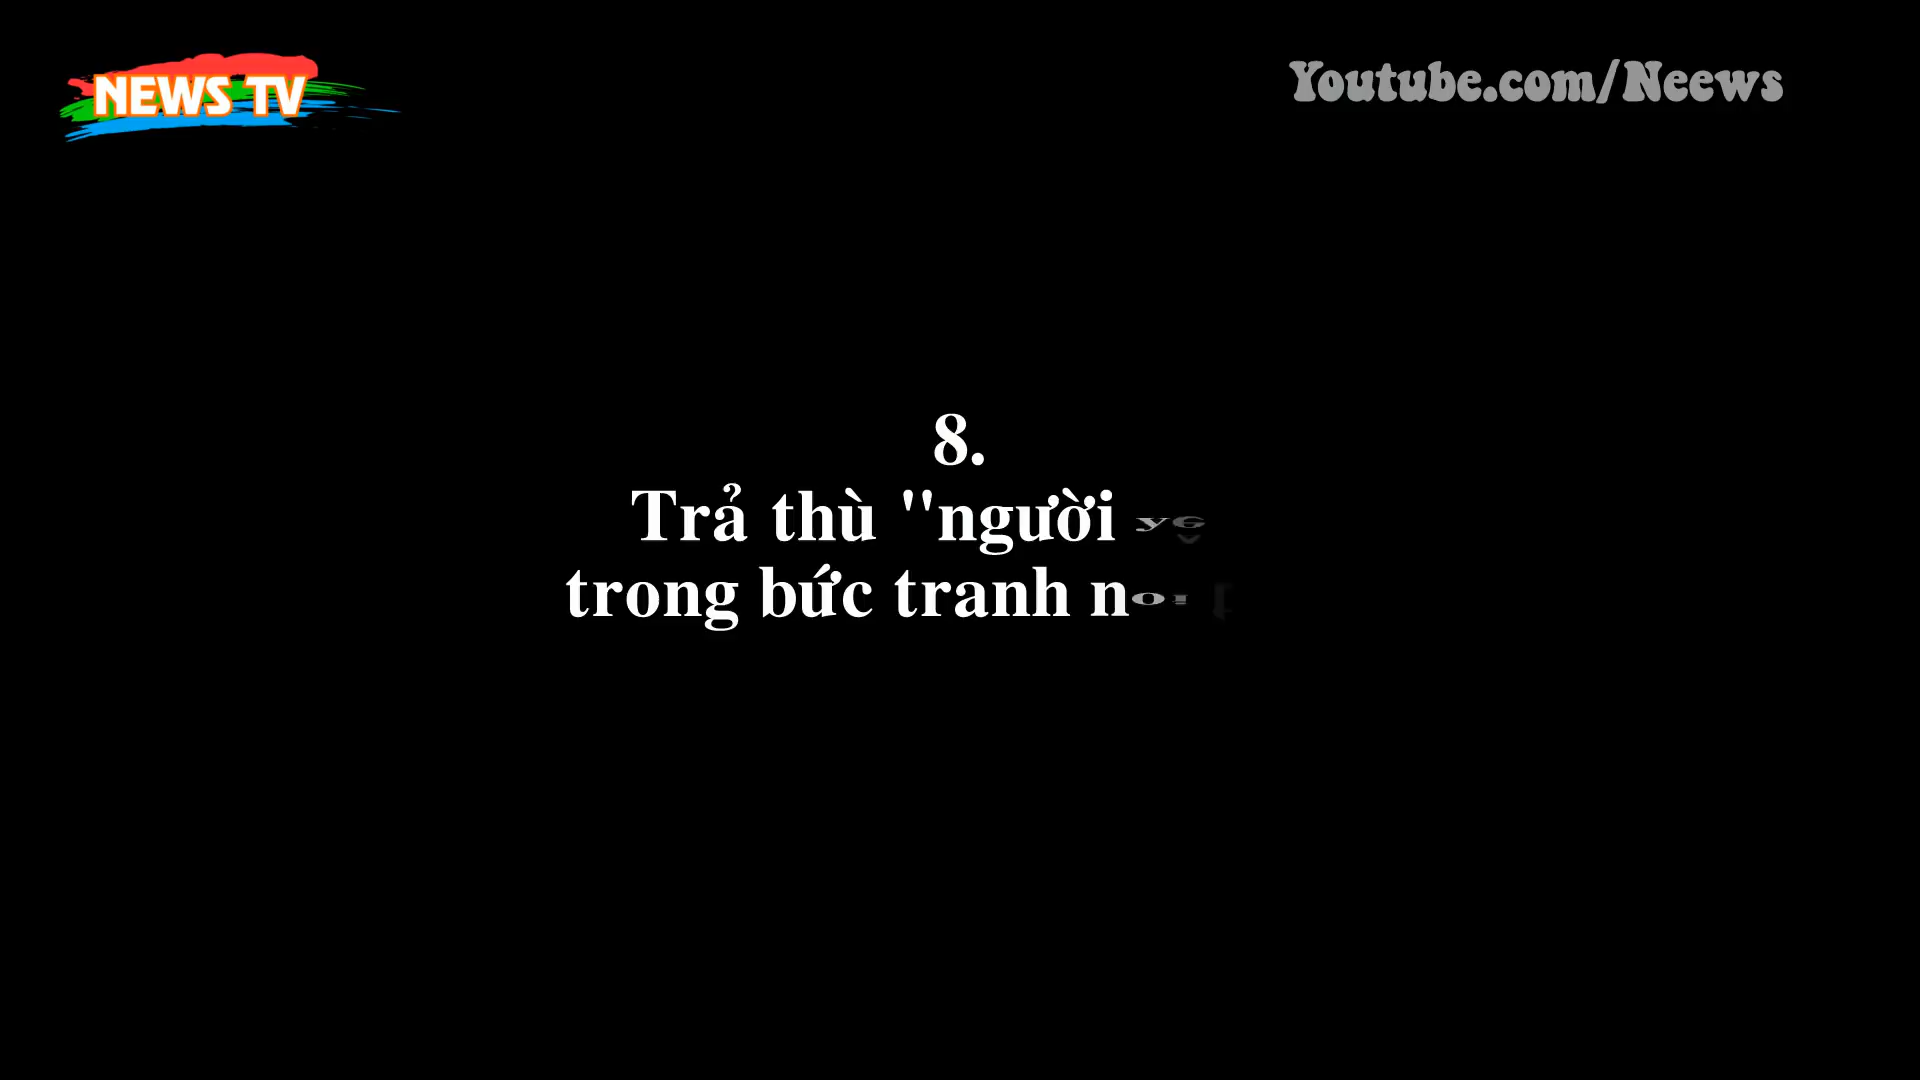 NEWS TV
Youtube.com/Neews
8.
Trả thù "người
trong bức tranh